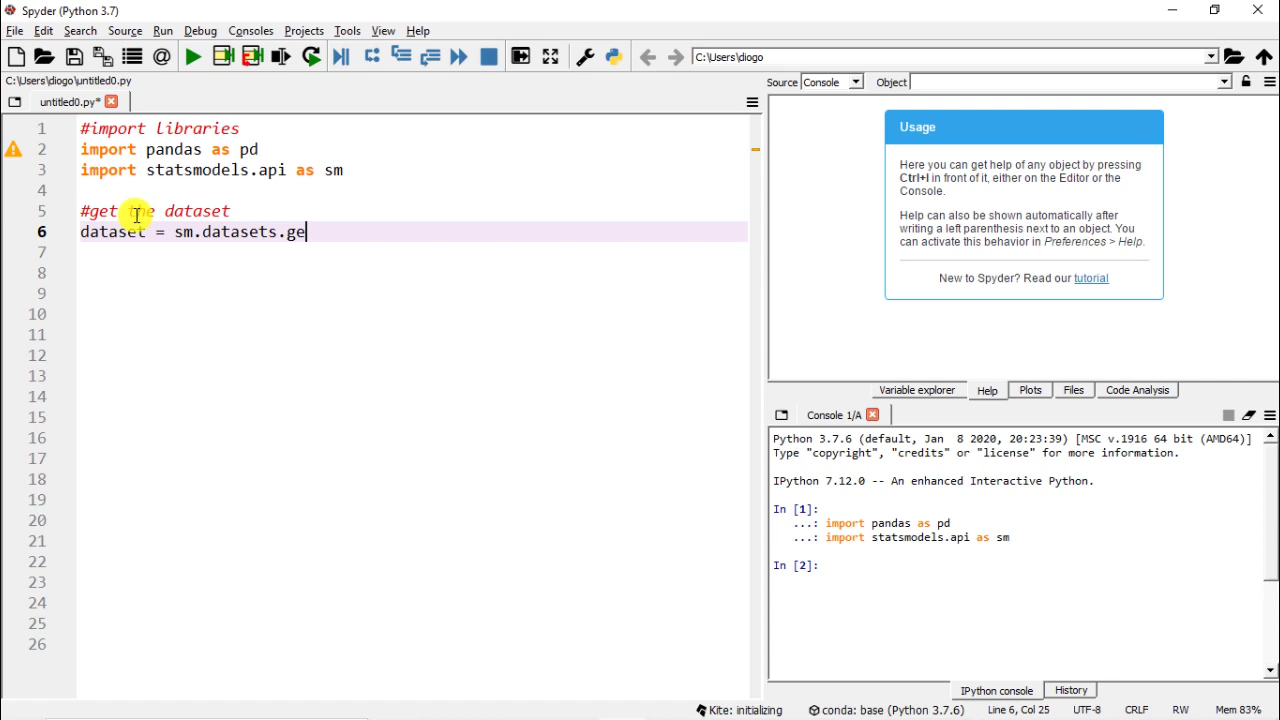 Spyder (Python 3.7)
File Edit Search Source Run Debug Consoles Projects Tools View Help
C:\Users\diogo
C:\Users\diogo\untitled0.py
untitled0.py*
1 #import libraries
2 import pandas as pd
3 import statsmodels.api as sm
4
5 #get the dataset
6 dataset = sm.datasets.ge
7
8
9
10
11
12
13
14
15
16
17
18
19
20
21
22
23
24
25
26
Source Console Object
Usage
Here you can get help of any object by pressing
Ctrl+I in front of it, either on the Editor or the
Console.
Help can also be shown automatically after
writing a left parenthesis next to an object. You
can activate this behavior in Preferences > Help.
New to Spyder? Read our tutorial
Variable explorer Help Plots Files Code Analysis
Console 1/A
Python 3.7.6 (default, Jan  8 2020, 20:23:39) [MSC v.1916 64 bit (AMD64)]
Type "copyright", "credits" or "license" for more information.
IPython 7.12.0 -- An enhanced Interactive Python.
In [1]:
...: import pandas as pd
...: import statsmodels.api as sm
In [2]:
IPython console History
Kite: initializing conda: base (Python 3.7.6) Line 6, Col 25 UTF-8 CRLF RW Mem 83%